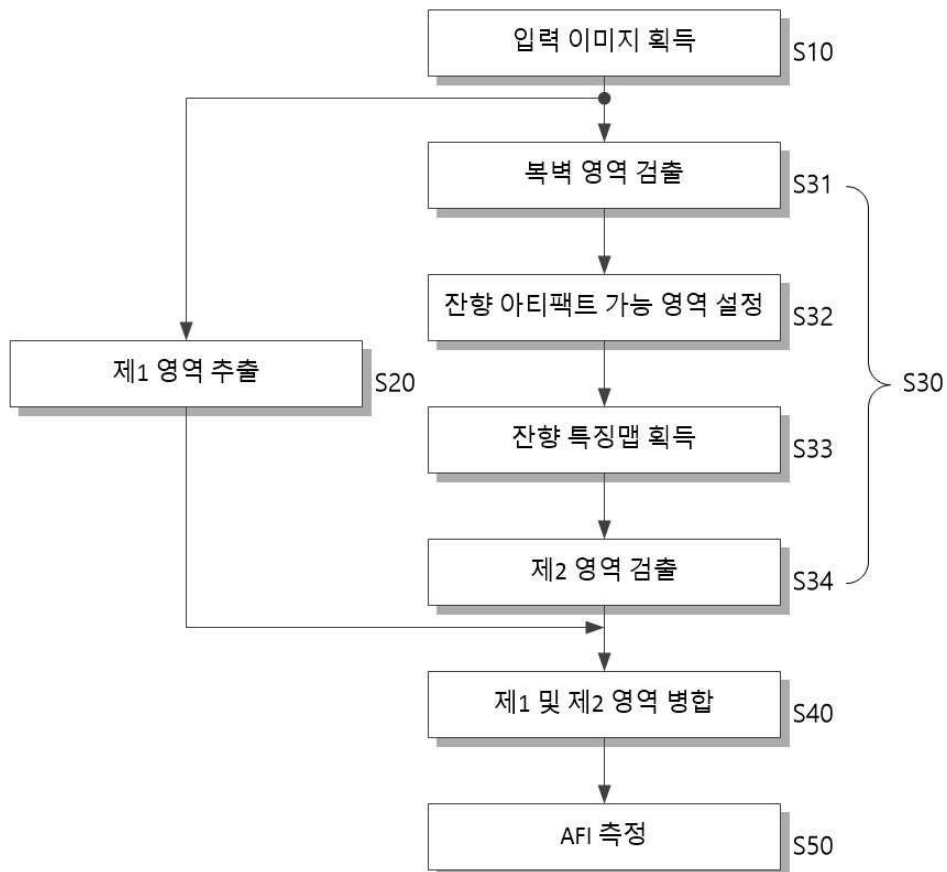 입력 이미지 획득
S10
복벽 영역 검출
S31
잔향 아티팩트 가능 영역 설정
S32
S30
제1 영역 추출
S20
잔향 특징맵 획득
S33
제2 영역 검출
S34
제1 및 제2 영역 병합
S40
AFI 측정
S50